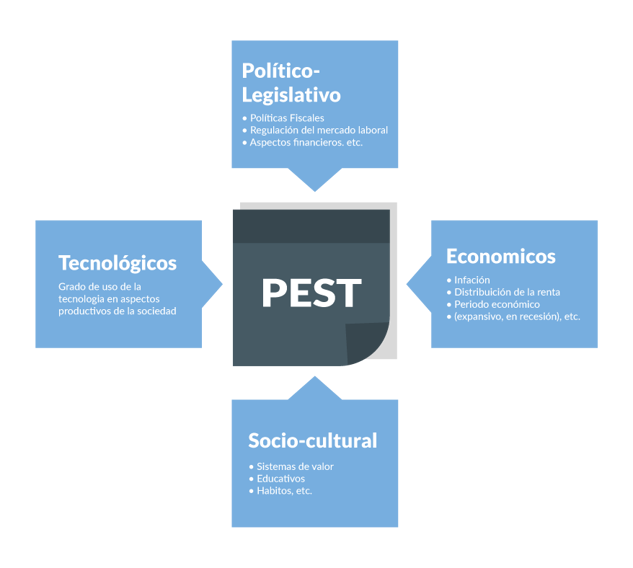 Político-
Legislativo
• Políticas Fiscales
• Regulación del mercado laboral
• Aspectos financieros. etc.
Tecnológicos
Grado de uso de la
tecnologia en aspectos
productivos de la sociedad
PEST
Economicos
• Infación
• Distribuición de la renta
• Periodo económico
• (expansivo, en recesión), etc.
Socio-cultural
• Sistemas de valor
• Educativos
• Habitos, etc.